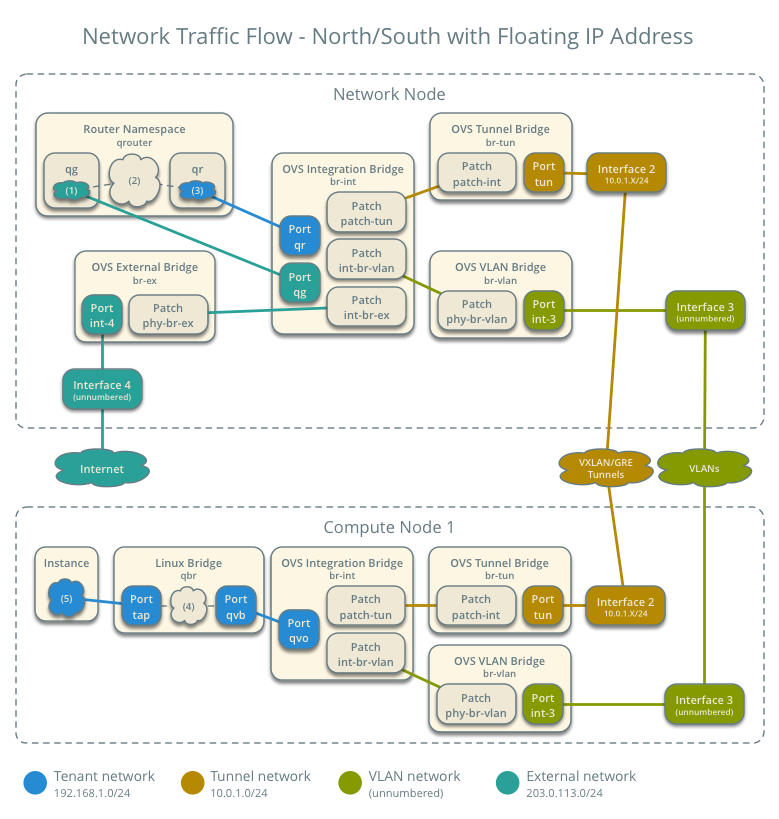 Network Traffic Flow - North/South with Floating IP Address
Network Node
Router Namespace
qrouter
qg
(1)
(2)
qr
(3)
OVS Integration Bridge
br-int
Port
qr
Port
qg
Patch
patch-tun
Patch
int-br-vlan
Patch
int-br-ex
OVS Tunnel Bridge
br-tun
Patch
patch-int
Port
tun
Interface 2
10.0.1.X/24
OVS External Bridge
br-ex
Port
int-4
Patch
phy-br-ex
OVS VLAN Bridge
br-vlan
Patch
phy-br-vlan
Port
int-3
Interface 3
(unnumbered)
Interface 4
(unnumbered)
Internet
VXLAN/GRE
Tunnels
VLANs
Compute Node 1
Instance
(5)
Linux Bridge
qbr
Port
tap
(4)
Port
qvb
OVS Integration Bridge
br-int
Port
qvo
Patch
patch-tun
Patch
int-br-vlan
OVS Tunnel Bridge
br-tun
Patch
patch-int
Port
tun
Interface 2
10.0.1.X/24
OVS VLAN Bridge
br-vlan
Patch
phy-br-vlan
Port
int-3
Interface 3
(unnumbered)
Tenant network
192.168.1.0/24
Tunnel network
10.0.1.0/24
VLAN network
(unnumbered)
External network
203.0.113.0/24